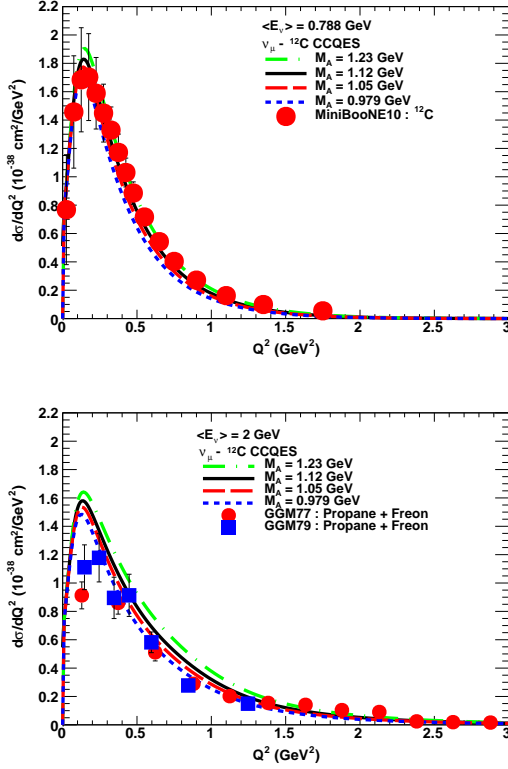 <E_ν> = 0.788 GeV
ν_μ - ¹²C CCQES
M_A = 1.23 GeV
M_A = 1.12 GeV
M_A = 1.05 GeV
M_A = 0.979 GeV
MiniBooNE10 : ¹²C
dσ/dQ² (10⁻³⁸ cm²/GeV²)
2.2
2
1.8
1.6
1.4
1.2
1
0.8
0.6
0.4
0.2
0
0 0.5 1 1.5 2 2.5 3
Q² (GeV²)
<E_ν> = 2 GeV
ν_μ - ¹²C CCQES
M_A = 1.23 GeV
M_A = 1.12 GeV
M_A = 1.05 GeV
M_A = 0.979 GeV
GGM77 : Propane + Freon
GGM79 : Propane + Freon
dσ/dQ² (10⁻³⁸ cm²/GeV²)
2.2
2
1.8
1.6
1.4
1.2
1
0.8
0.6
0.4
0.2
0
0 0.5 1 1.5 2 2.5 3
Q² (GeV²)